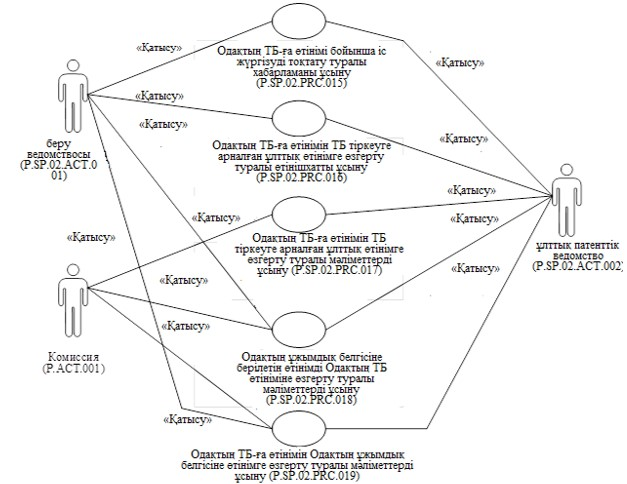 «Қатысу»
Одақтың ТБ-ға өтінімі бойынша іс
жүргізуді тоқтату туралы
хабарламаны ұсыну
(P.SP.02.PRC.015)
«Қатысу»
«Қатысу»
«Қатысу»
беру
ведомствосы
(P.SP.02.ACT.0
01)
Одақтың ТБ-ға өтінімін ТБ тіркеуге
арналған ұлттық өтінімге өзгерту
туралы өтінішхатты ұсыну
(P.SP.02.PRC.016)
«Қатысу»
«Қатысу»
«Қатысу»
«Қатысу»
ұлттық патенттік
ведомство
(P.SP.02.ACT.002)
«Қатысу»
Одақтың ТБ-ға өтінімін ТБ
тіркеуге арналған ұлттық өтінімге
өзгерту туралы мәліметтерді
ұсыну (P.SP.02.PRC.017)
«Қатысу»
«Қатысу»
«Қатысу»
Комиссия
(P.ACT.001)
Одақтың ұжымдық белгісіне
берілетін өтінімді Одақтың ТБ
өтініміне өзгерту туралы
мәліметтерді ұсыну
(P.SP.02.PRC.018)
«Қатысу»
Одақтың ТБ-ға өтінімін Одақтың ұжымдық
белгісіне өтінімге өзгерту туралы мәліметтерді
ұсыну (P.SP.02.PRC.019)